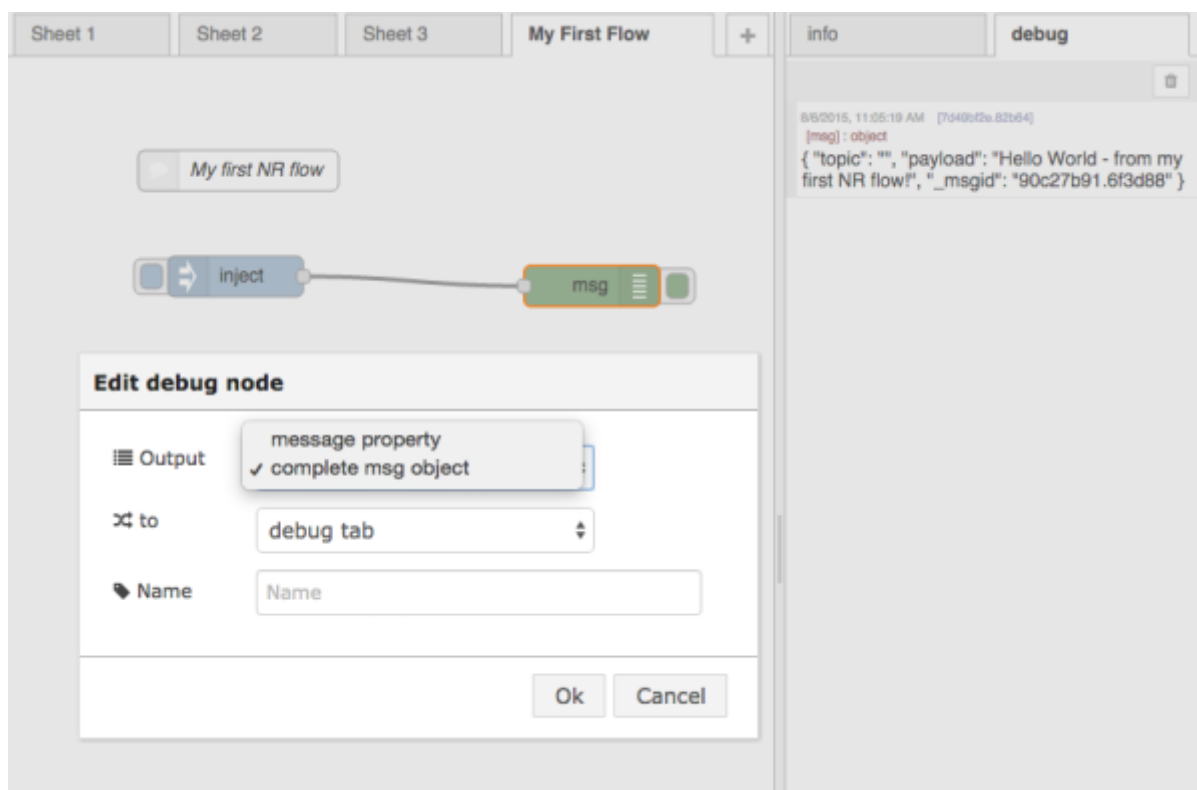 Sheet 1
Sheet 2
Sheet 3
My First Flow
+
info
debug
8/6/2015, 11:05:19 AM [7d49bf2e.82b64]
[msg] : object
{ "topic": "", "payload": "Hello World - from my
first NR flow!", "_msgid": "90c27b91.6f3d88" }
My first NR flow
inject
msg
Edit debug node
Output
message property
✓ complete msg object
to
debug tab
Name
Name
Ok
Cancel